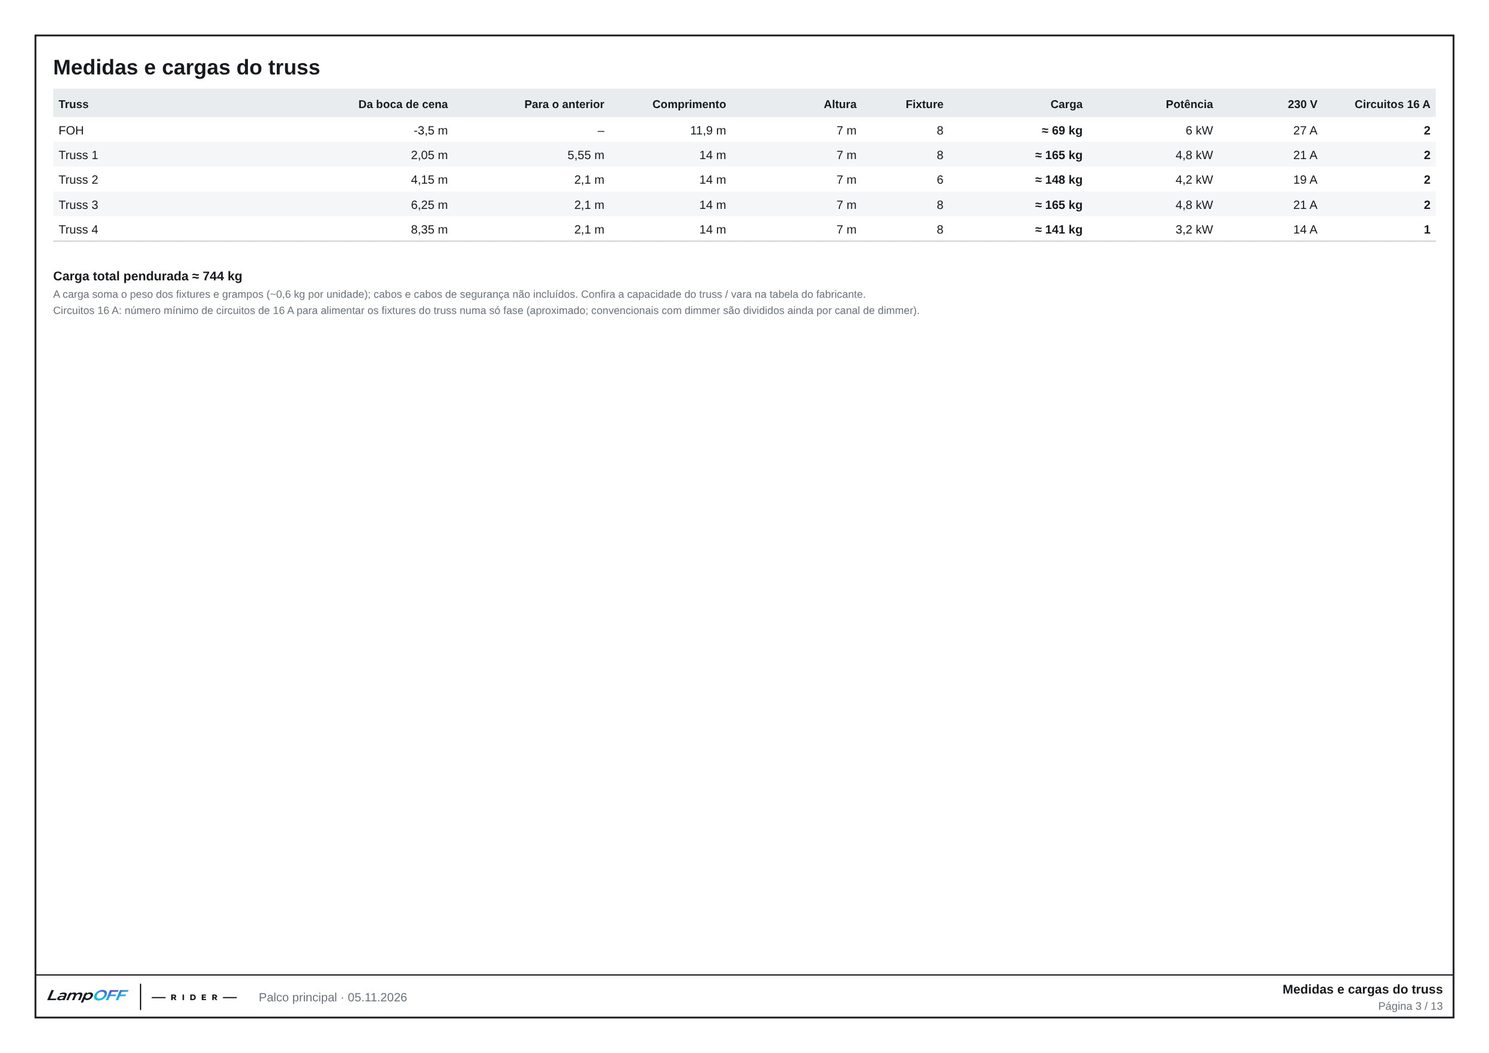 Medidas e cargas do truss
Truss Da boca de cena Para o anterior Comprimento Altura Fixture Carga Potência 230 V Circuitos 16 A
FOH -3,5 m – 11,9 m 7 m 8 ≈ 69 kg 6 kW 27 A 2
Truss 1 2,05 m 5,55 m 14 m 7 m 8 ≈ 165 kg 4,8 kW 21 A 2
Truss 2 4,15 m 2,1 m 14 m 7 m 6 ≈ 148 kg 4,2 kW 19 A 2
Truss 3 6,25 m 2,1 m 14 m 7 m 8 ≈ 165 kg 4,8 kW 21 A 2
Truss 4 8,35 m 2,1 m 14 m 7 m 8 ≈ 141 kg 3,2 kW 14 A 1
Carga total pendurada ≈ 744 kg
A carga soma o peso dos fixtures e grampos (~0,6 kg por unidade); cabos e cabos de segurança não incluídos. Confira a capacidade do truss / vara na tabela do fabricante.
Circuitos 16 A: número mínimo de circuitos de 16 A para alimentar os fixtures do truss numa só fase (aproximado; convencionais com dimmer são divididos ainda por canal de dimmer).
LampOFF RIDER Palco principal · 05.11.2026
Medidas e cargas do truss
Página 3 / 13